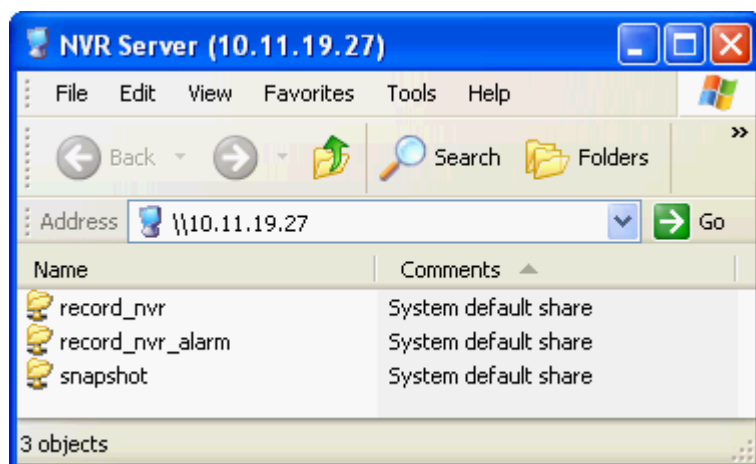 NVR Server (10.11.19.27)
File Edit View Favorites Tools Help
Back Search Folders »
Address \\10.11.19.27 Go
Name Comments
record_nvr System default share
record_nvr_alarm System default share
snapshot System default share
3 objects